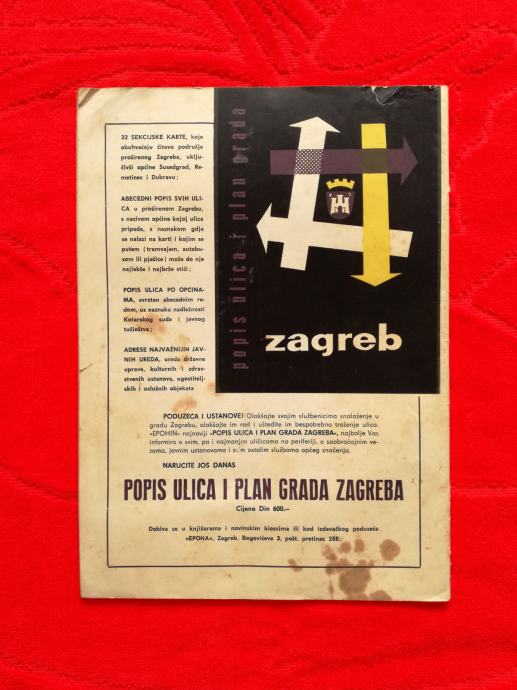 32 SEKCIJSKE KARTE, koje
obuhvaćaju čitavo područje
proširenog Zagreba, uklju-
čivši općine Susedgrad, Re-
metinec i Dubravu;
ABECEDNI POPIS SVIH ULI-
CA u proširenom Zagrebu,
s nazivom općine kojoj ulica
pripada, s naznakom gdje
se nalazi na karti i kojim se
putem (tramvajem, autobu-
som ili pješice) može do nje
najlakše i najbrže stići;
POPIS ULICA PO OPĆINA-
MA, svrstan abecednim re-
dom, uz naznaku nadležnosti
Kotarskog suda i javnog
tužioštva;
ADRESE NAJVAŽNIJIH JAV-
NIH UREDA, ureda državne
uprave, kulturnih i zdrav-
stvenih ustanova, ugostitelj-
skih i uslužnih objekata
popis ulica i plan grada
zagreb
PODUZEĆA I USTANOVE! Olakšajte svojim službenicima snalaženje u
gradu Zagrebu, olakšajte im rad i uštedite im bespotrebno traženje ulica.
»EPOHIN« najnoviji »POPIS ULICA I PLAN GRADA ZAGREBA«, najbolje Vas
informira o svim, pa i najmanjim uličicama na periferiji, o saobraćajnim ve-
zama, javnim ustanovama i svim ostalim službama općeg značenja.
NARUČITE JOŠ DANAS
POPIS ULICA I PLAN GRADA ZAGREBA
Cijena Din 600.—
Dobiva se u knjižarama i novinskim kioscima ili kod izdavačkog poduzeća
»EPOHA«, Zagreb, Bogovićeva 3, pošt. pretinac 288.